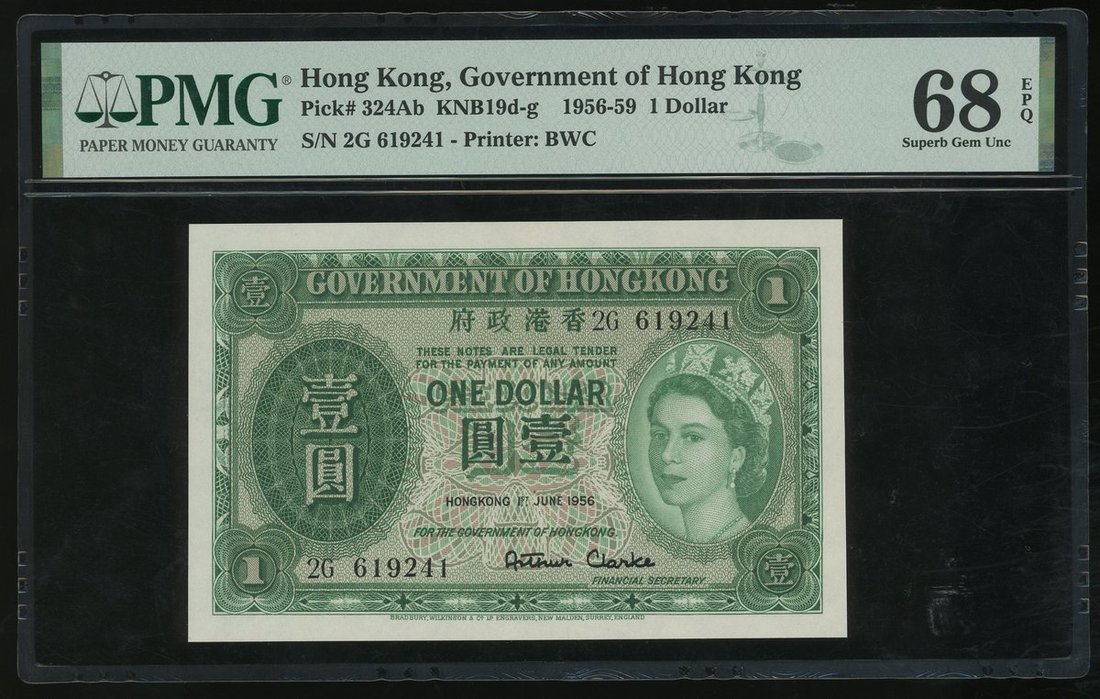 PMG®
PAPER MONEY GUARANTY
Hong Kong, Government of Hong Kong
Pick# 324Ab KNB19d-g 1956-59 1 Dollar
S/N 2G 619241 - Printer: BWC
68
EPQ
Superb Gem Unc
壹
GOVERNMENT OF HONGKONG
1
府政港香
2G 619241
THESE NOTES ARE LEGAL TENDER
FOR THE PAYMENT OF ANY AMOUNT
ONE DOLLAR
圓壹
壹
圓
HONGKONG 1ST JUNE 1956
FOR THE GOVERNMENT OF HONGKONG
1
2G 619241
Arthur Clarke
FINANCIAL SECRETARY
壹
BRADBURY, WILKINSON & Co Ld ENGRAVERS, NEW MALDEN, SURREY, ENGLAND